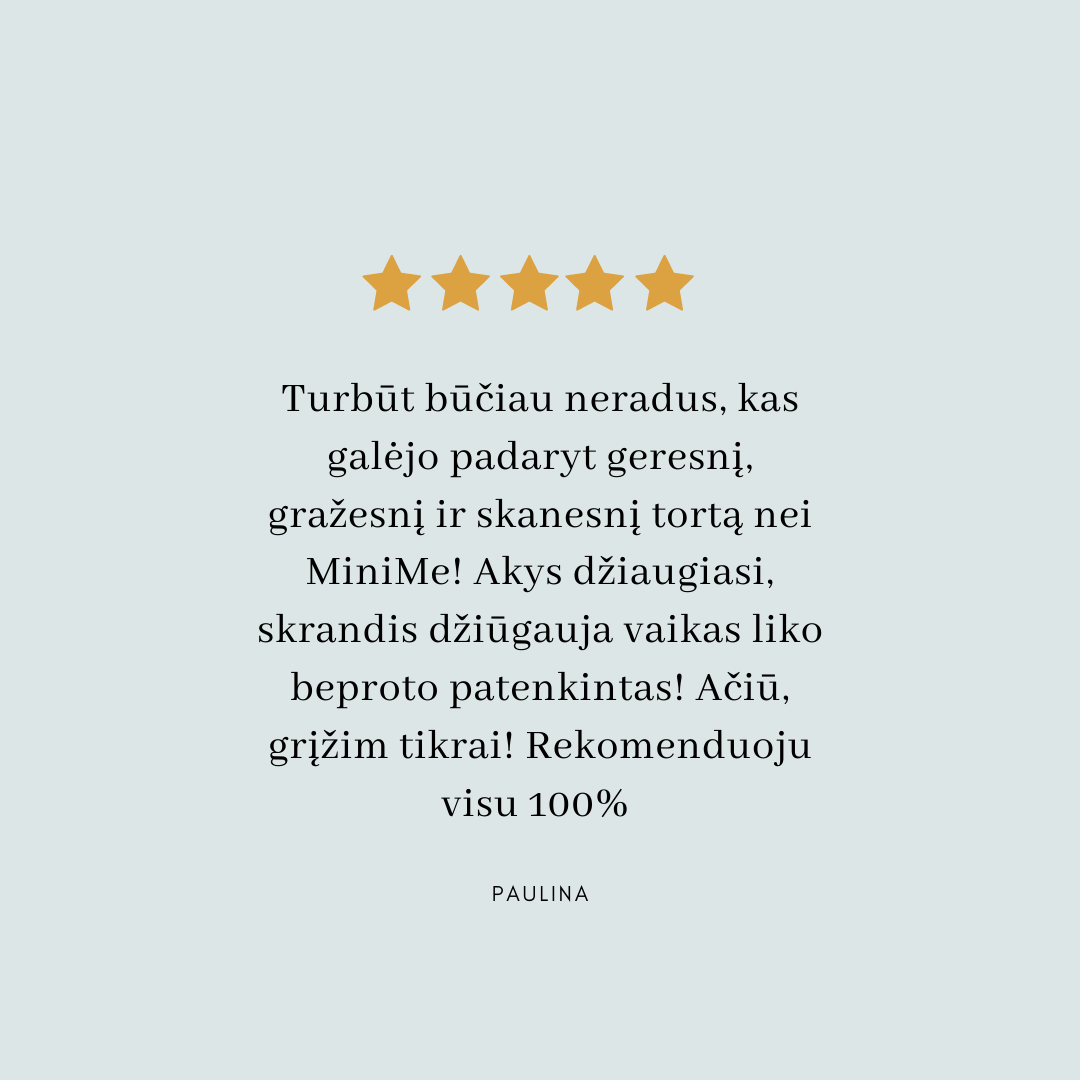 Turbūt būčiau neradus, kas
galėjo padaryt geresnį,
gražesnį ir skanesnį tortą nei
MiniMe! Akys džiaugiasi,
skrandis džiūgauja vaikas liko
beproto patenkintas! Ačiū,
grįžim tikrai! Rekomenduoju
visu 100%
PAULINA